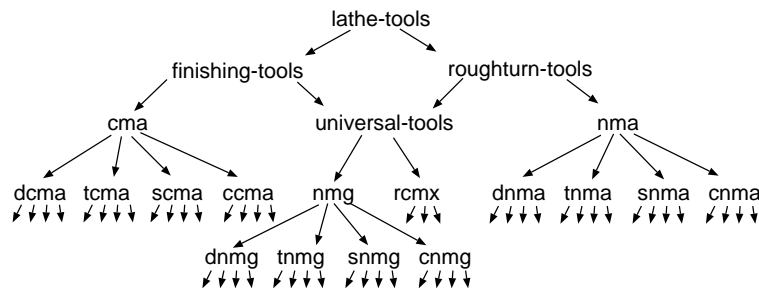 lathe-tools
finishing-tools roughturn-tools
cma universal-tools nma
dcma tcma scma ccma nmg rcmx dnma tnma snma cnma
dnmg tnmg snmg cnmg